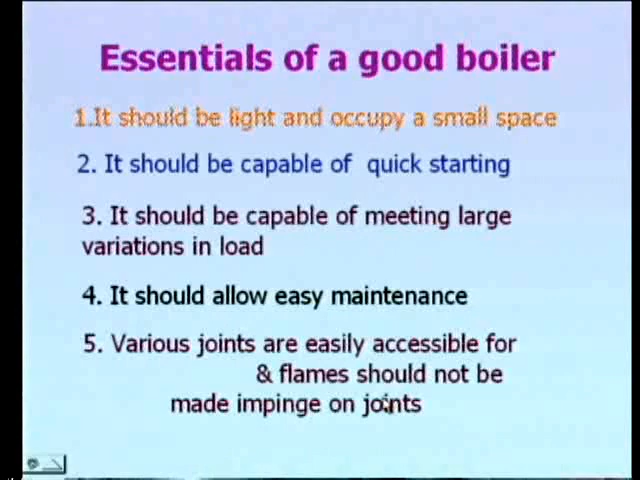 Essentials of a good boiler
1.It should be light and occupy a small space
2. It should be capable of quick starting
3. It should be capable of meeting large
variations in load
4. It should allow easy maintenance
5. Various joints are easily accessible for
& flames should not be
made impinge on joints